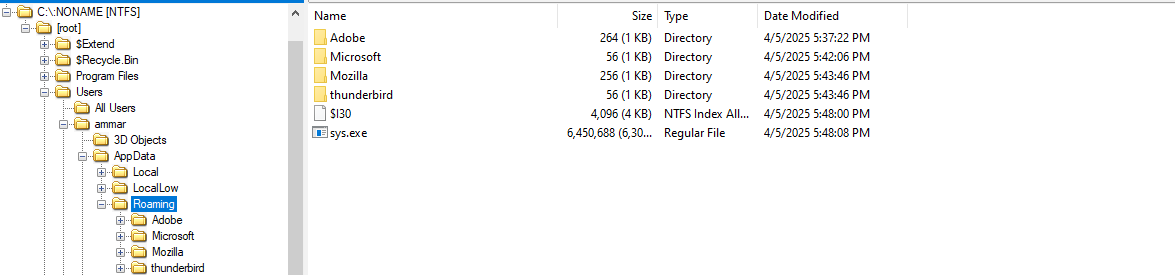 C:\:NONAME [NTFS]
[root]
$Extend
$Recycle.Bin
Program Files
Users
All Users
ammar
3D Objects
AppData
Local
LocalLow
Roaming
Adobe
Microsoft
Mozilla
thunderbird
Name Size Type Date Modified
Adobe 264 (1 KB) Directory 4/5/2025 5:37:22 PM
Microsoft 56 (1 KB) Directory 4/5/2025 5:42:06 PM
Mozilla 256 (1 KB) Directory 4/5/2025 5:43:46 PM
thunderbird 56 (1 KB) Directory 4/5/2025 5:43:46 PM
$I30 4,096 (4 KB) NTFS Index All... 4/5/2025 5:48:00 PM
sys.exe 6,450,688 (6,30... Regular File 4/5/2025 5:48:08 PM